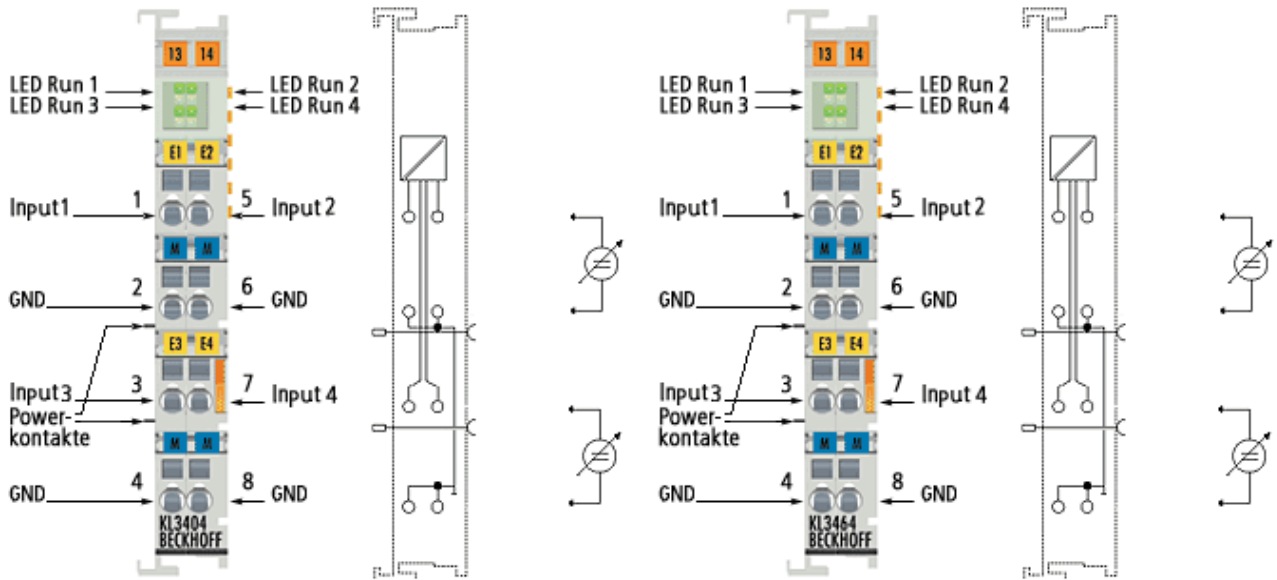 13 14
LED Run 1
LED Run 3
LED Run 2
LED Run 4
E1 E2
Input1
1
5
Input 2
M M
GND
2
6
GND
E3 E4
Input3
3
7
Input 4
Power-
kontakte
M M
GND
4
8
GND
KL3404
BECKHOFF
13 14
LED Run 1
LED Run 3
LED Run 2
LED Run 4
E1 E2
Input1
1
5
Input 2
M M
GND
2
6
GND
E3 E4
Input3
3
7
Input 4
Power-
kontakte
M M
GND
4
8
GND
KL3464
BECKHOFF